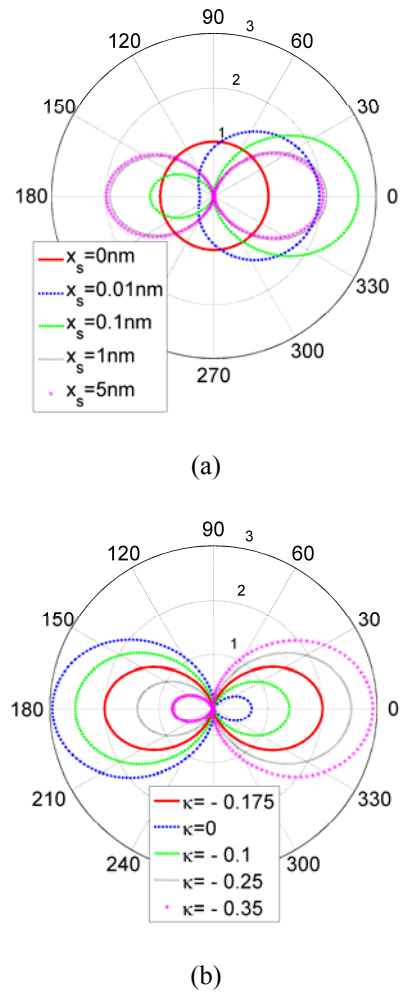 90
3
120
60
2
150
30
1
180
0
330
300
270
x_s=0nm
x_s=0.01nm
x_s=0.1nm
x_s=1nm
x_s=5nm
(a)
90
3
120
60
2
150
30
1
180
0
210
330
240
300
κ= - 0.175
κ=0
κ= - 0.1
κ= - 0.25
κ= - 0.35
(b)